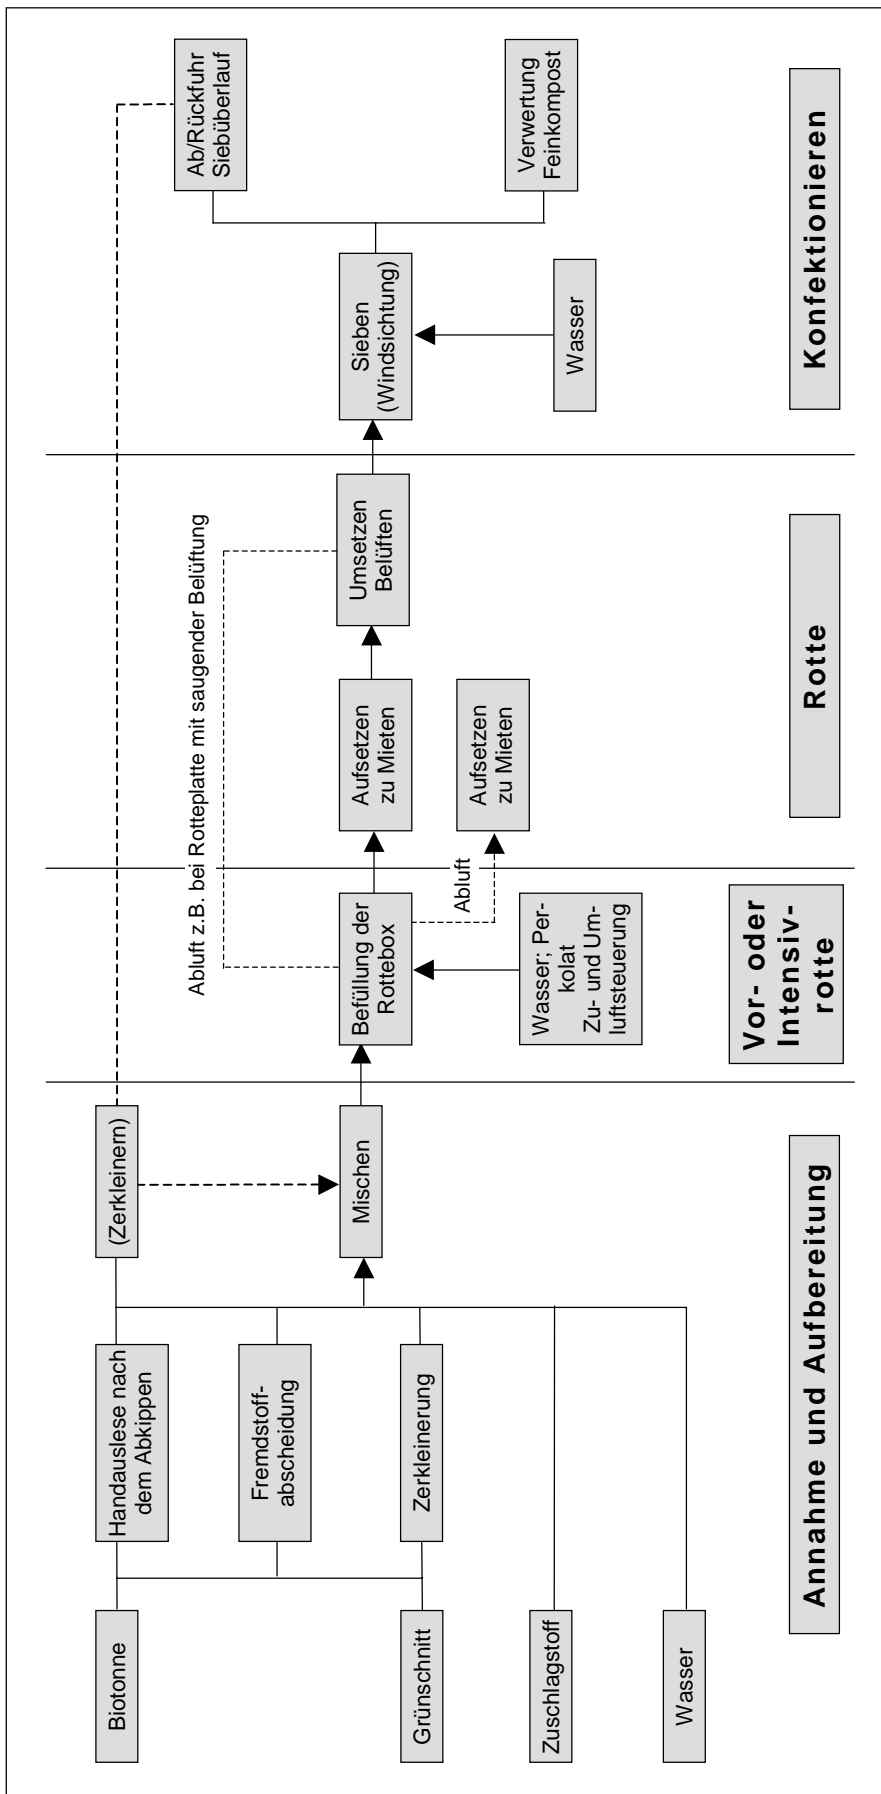 Biotonne
Handauslese nach
dem Abkippen
(Zerkleinern)
Fremdstoff-
abscheidung
Grünschnitt
Zerkleinerung
Mischen
Zuschlagstoff
Wasser
Annahme und Aufbereitung
Abluft z.B. bei Rotteplatte mit saugender Belüftung
Befüllung der
Rottebox
Abluft
Wasser; Per-
kolat
Zu- und Um-
luftsteuerung
Vor- oder
Intensiv-
rotte
Aufsetzen
zu Mieten
Umsetzen
Belüften
Aufsetzen
zu Mieten
Rotte
Ab/Rückfuhr
Siebüberlauf
Sieben
(Windsichtung)
Verwertung
Feinkompost
Wasser
Konfektionieren